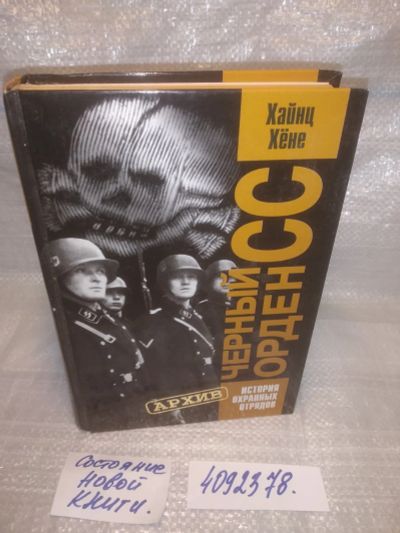 Хайнц
Хёне
ЧЕРНЫЙ
ОРДЕН СС
ИСТОРИЯ
ОХРАННЫХ
ОТРЯДОВ
АРХИВ
Состояние
новой
книги.
4092378.